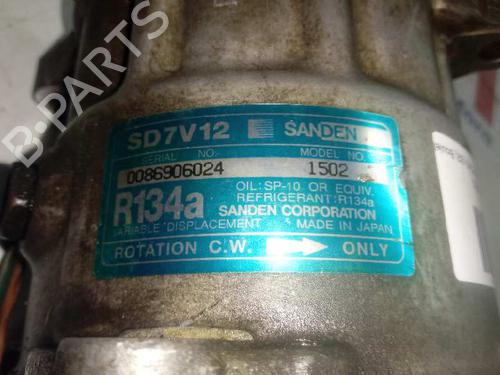 B-PARTS
SD7V12 SANDEN
SERIAL NO. MODEL NO.
0086906024 1502
R134a
OIL: SP-10 OR EQUIV.
REFRIGERANT: R134a
SANDEN CORPORATION
VARIABLE DISPLACEMENT MADE IN JAPAN
ROTATION C.W. ONLY